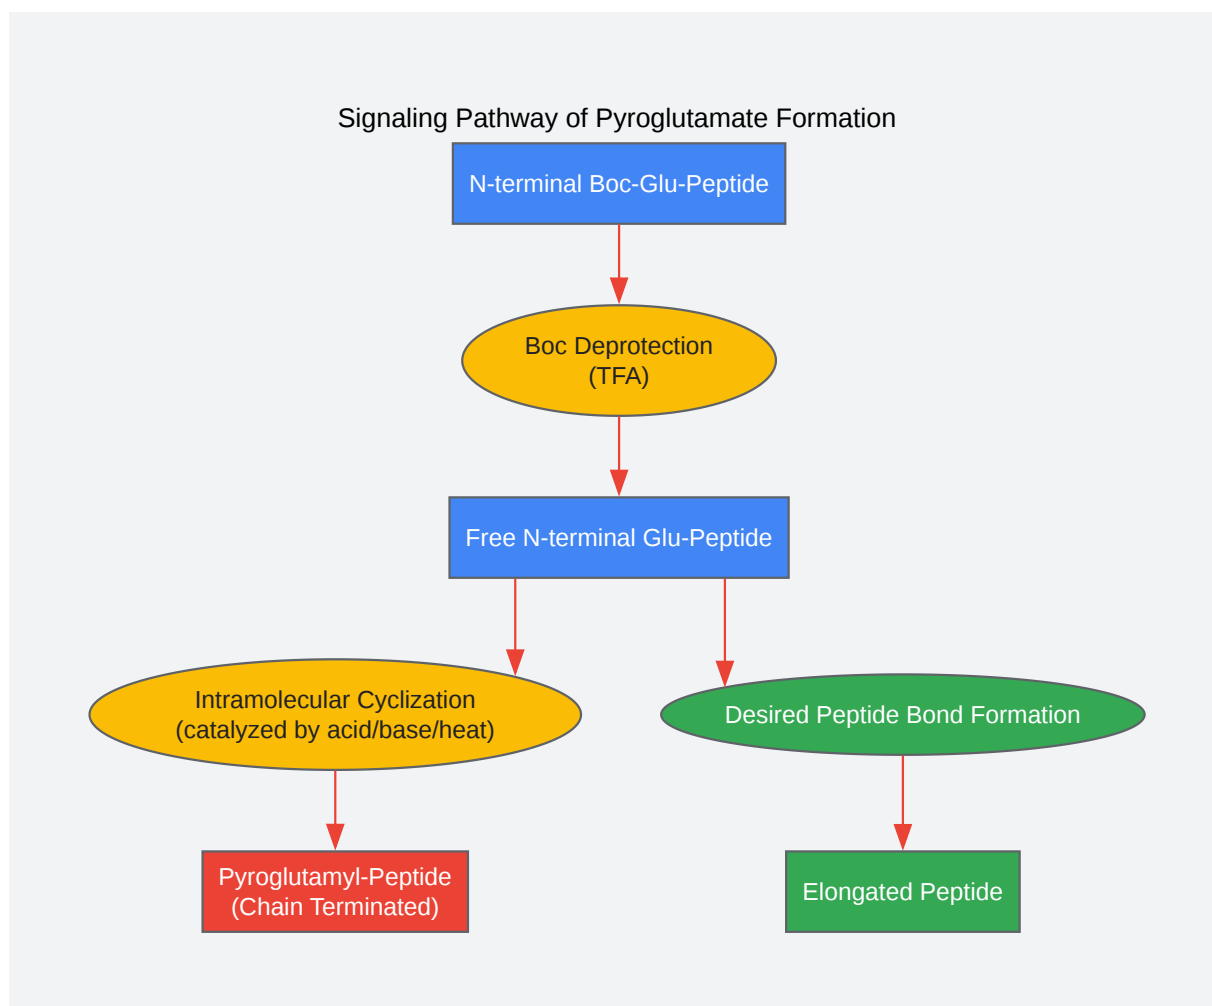 Signaling Pathway of Pyroglutamate Formation
N-terminal Boc-Glu-Peptide
Boc Deprotection
(TFA)
Free N-terminal Glu-Peptide
Intramolecular Cyclization
(catalyzed by acid/base/heat)
Desired Peptide Bond Formation
Pyroglutamyl-Peptide
(Chain Terminated)
Elongated Peptide